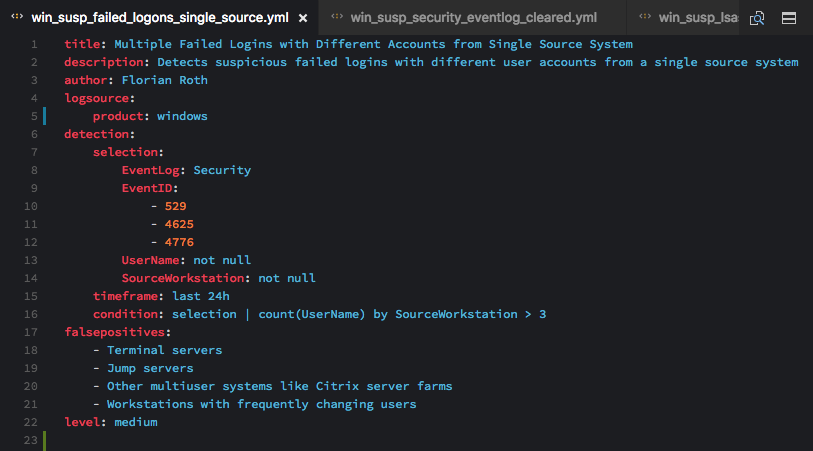 win_susp_failed_logons_single_source.yml × win_susp_security_eventlog_cleared.yml win_susp_lsa
1 title: Multiple Failed Logins with Different Accounts from Single Source System
2 description: Detects suspicious failed logins with different user accounts from a single source system
3 author: Florian Roth
4 logsource:
5     product: windows
6 detection:
7     selection:
8         EventLog: Security
9         EventID:
10             - 529
11             - 4625
12             - 4776
13         UserName: not null
14         SourceWorkstation: not null
15     timeframe: last 24h
16     condition: selection | count(UserName) by SourceWorkstation > 3
17 falsepositives:
18     - Terminal servers
19     - Jump servers
20     - Other multiuser systems like Citrix server farms
21     - Workstations with frequently changing users
22 level: medium
23